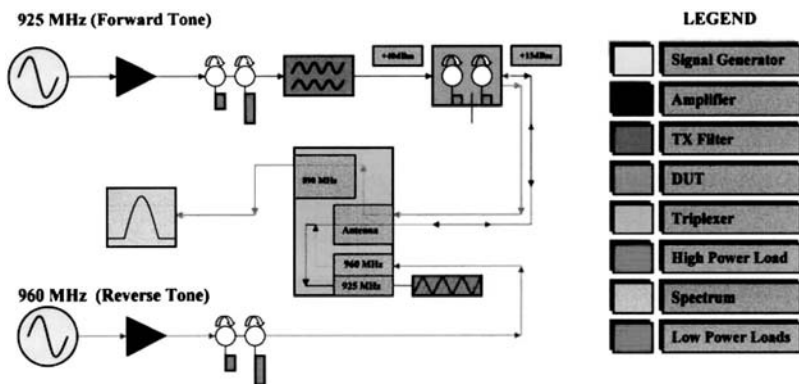 925 MHz (Forward Tone)
+40dBm
+15dBm
890 MHz
Antenna
960 MHz
925 MHz
960 MHz (Reverse Tone)
LEGEND
Signal Generator
Amplifier
TX Filter
DUT
Triplexer
High Power Load
Spectrum
Low Power Loads